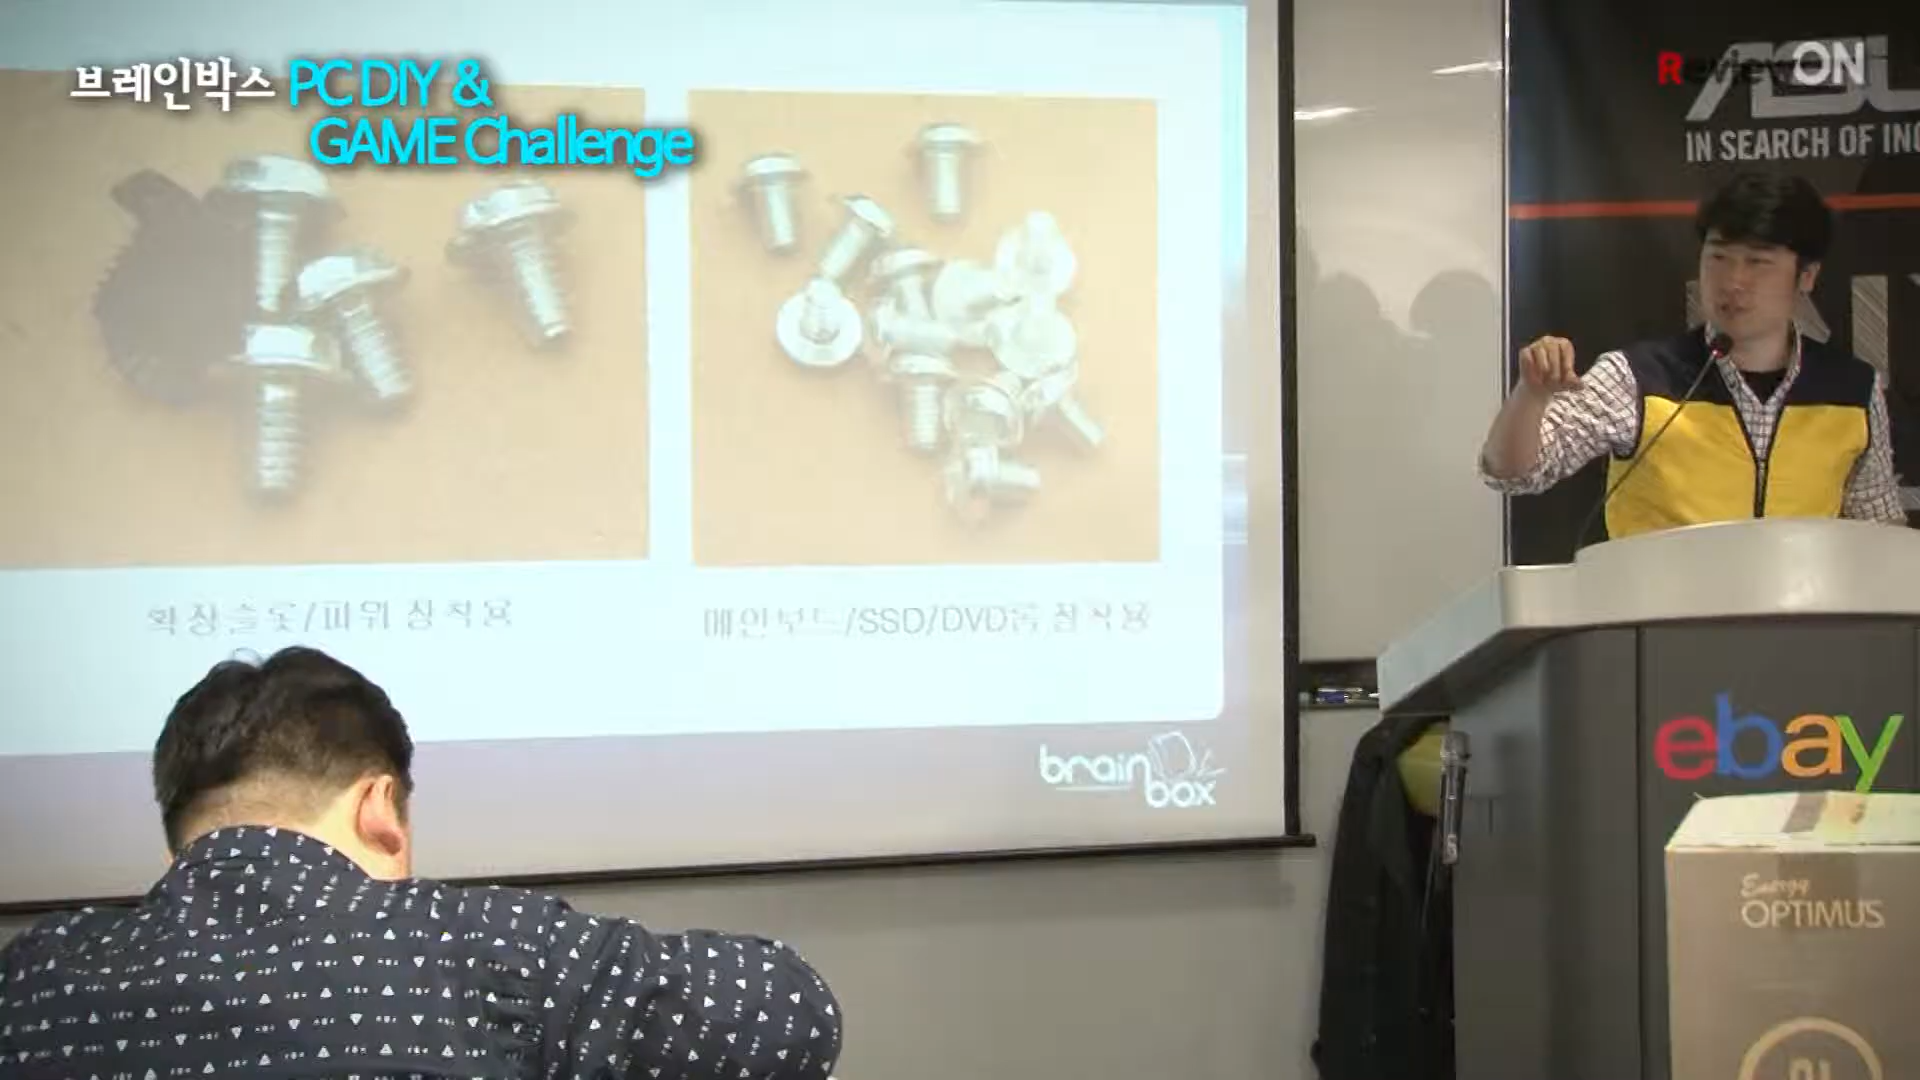 브레인박스 PC DIY &
GAME Challenge
ReviewON
IN SEARCH OF
확장슬롯/파워 장착용
메인보드/SSD/DVD롬 장착용
brain box
ebay
Energy
OPTIMUS